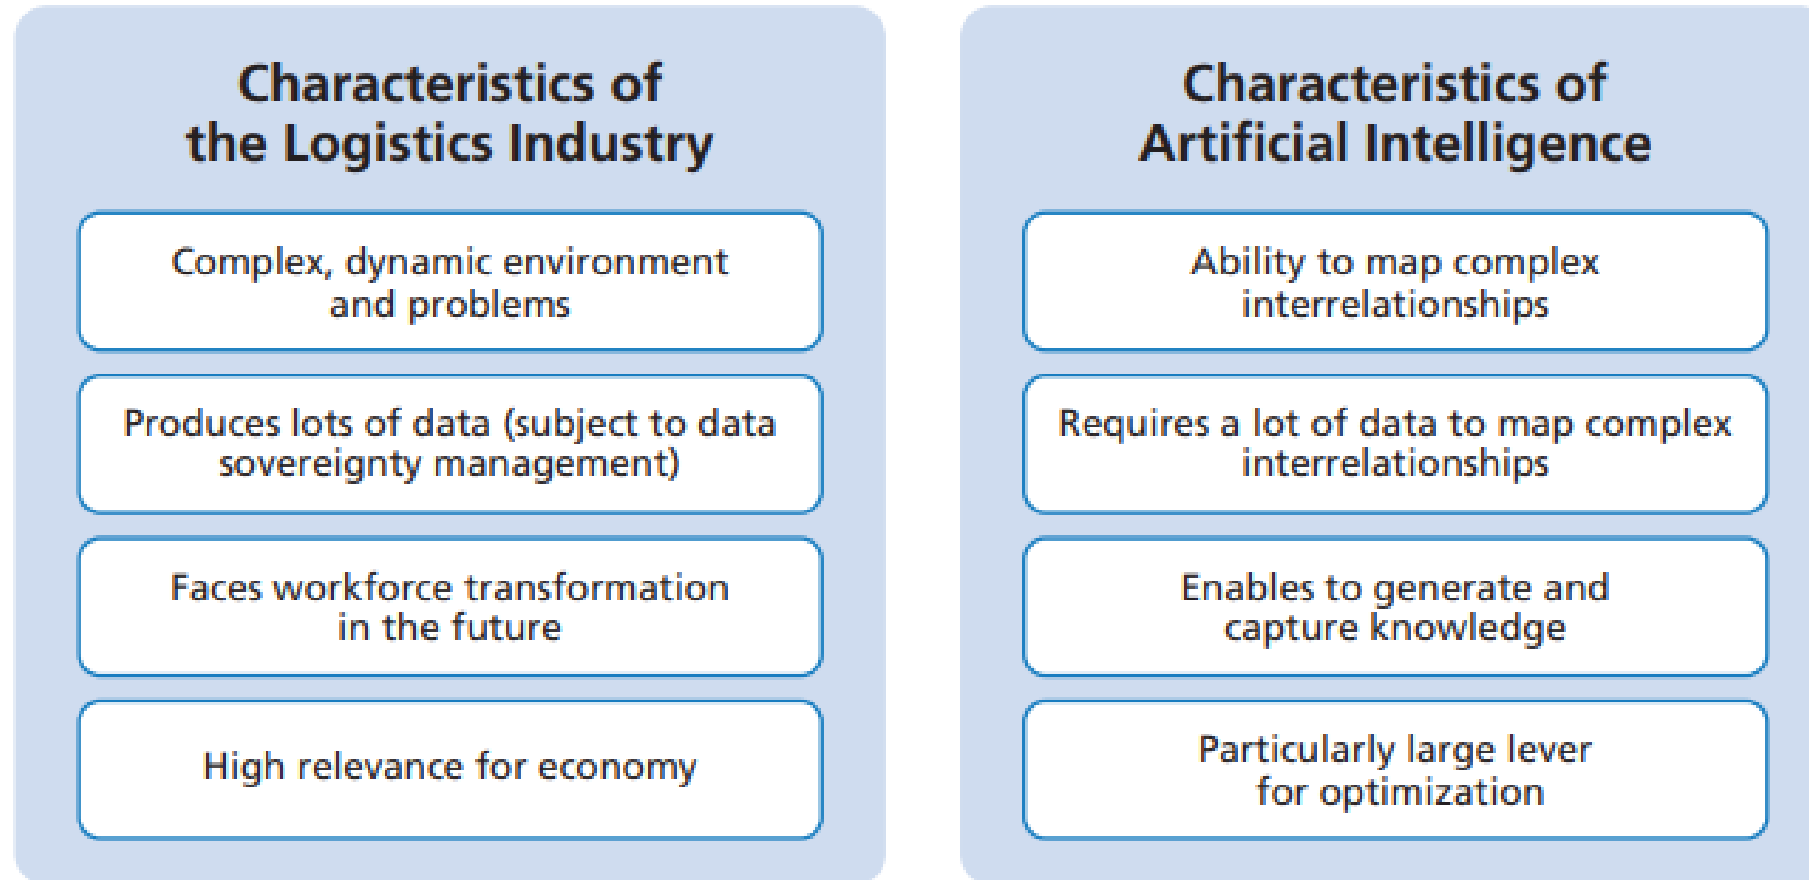 Characteristics of
the Logistics Industry
Complex, dynamic environment
and problems
Produces lots of data (subject to data
sovereignty management)
Faces workforce transformation
in the future
High relevance for economy
Characteristics of
Artificial Intelligence
Ability to map complex
interrelationships
Requires a lot of data to map complex
interrelationships
Enables to generate and
capture knowledge
Particularly large lever
for optimization